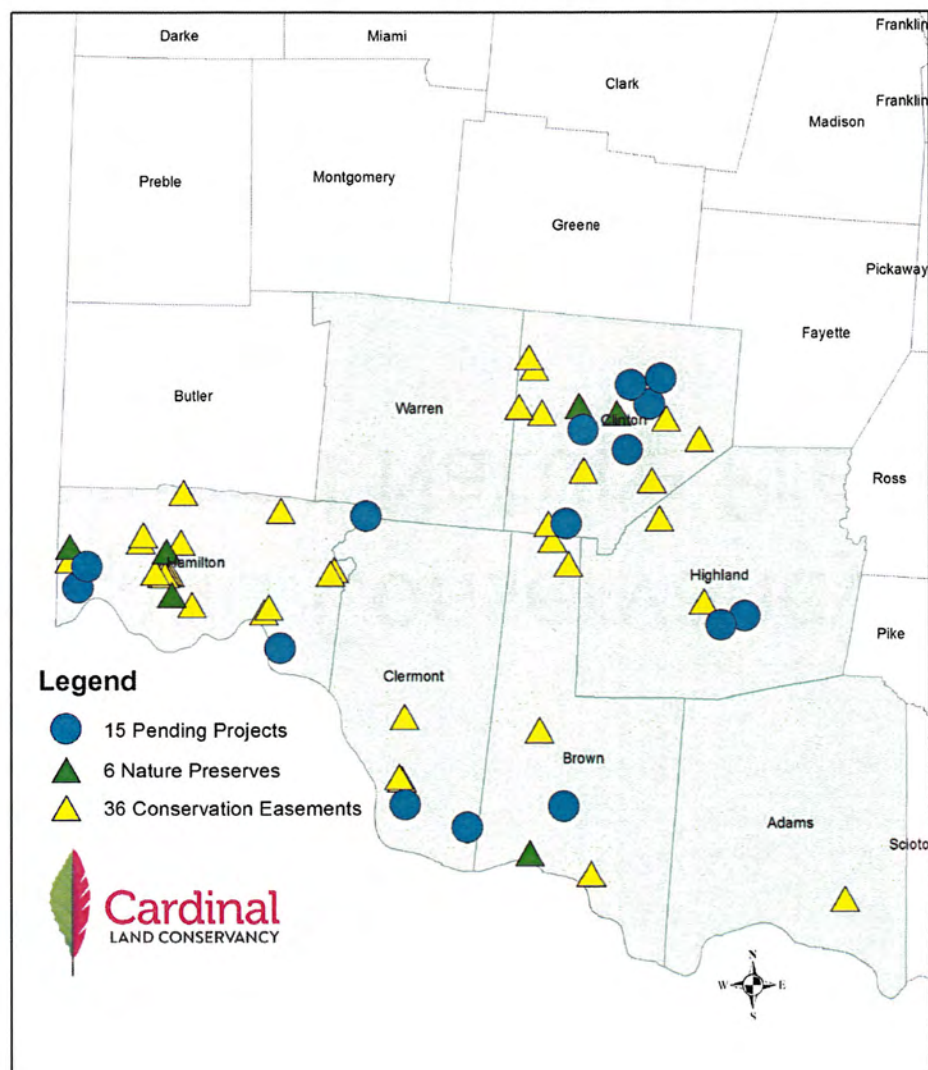 Darke
Miami
Franklin
Clark
Franklin
Madison
Preble
Montgomery
Greene
Pickaway
Fayette
Butler
Warren
Clinton
Ross
Hamilton
Highland
Pike
Clermont
Brown
Adams
Scioto
Legend
15 Pending Projects
6 Nature Preserves
36 Conservation Easements
Cardinal
LAND CONSERVANCY
N
W E
S